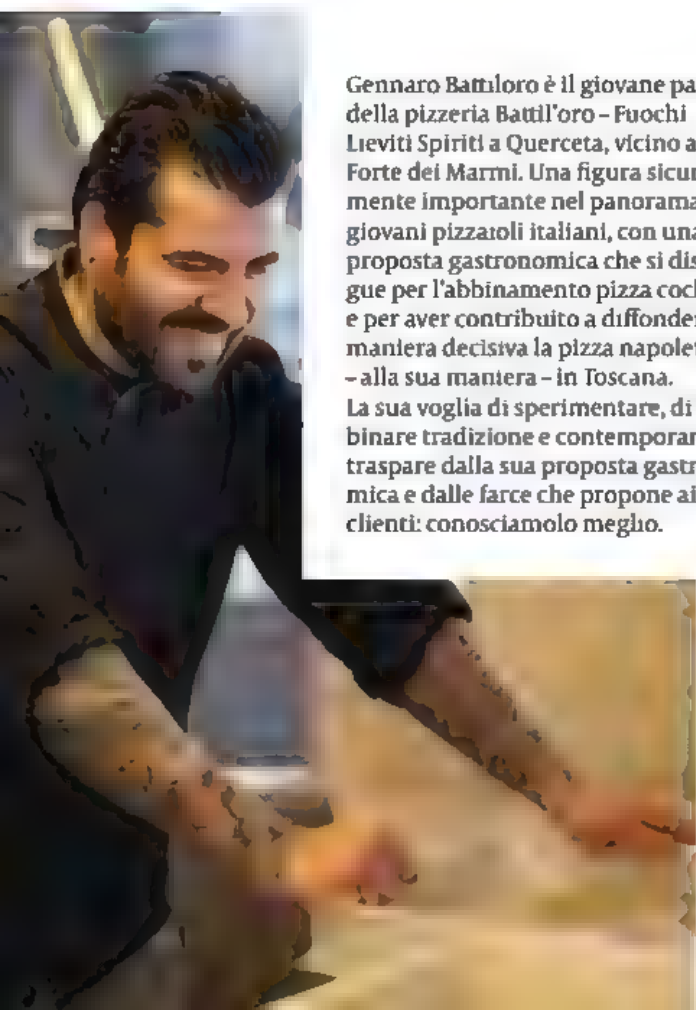 Gennaro Battiloro è il giovane pa
della pizzeria Battil'oro – Fuochi
Lieviti Spiriti a Querceta, vicino a
Forte dei Marmi. Una figura sicur
mente importante nel panorama
giovani pizzaioli italiani, con una
proposta gastronomica che si dis
gue per l'abbinamento pizza coc
e per aver contribuito a diffonde
maniera decisiva la pizza napole
– alla sua maniera – in Toscana.
La sua voglia di sperimentare, di
binare tradizione e contempora
traspare dalla sua proposta gastr
mica e dalle farce che propone ai
clienti: conosciamolo meglio.